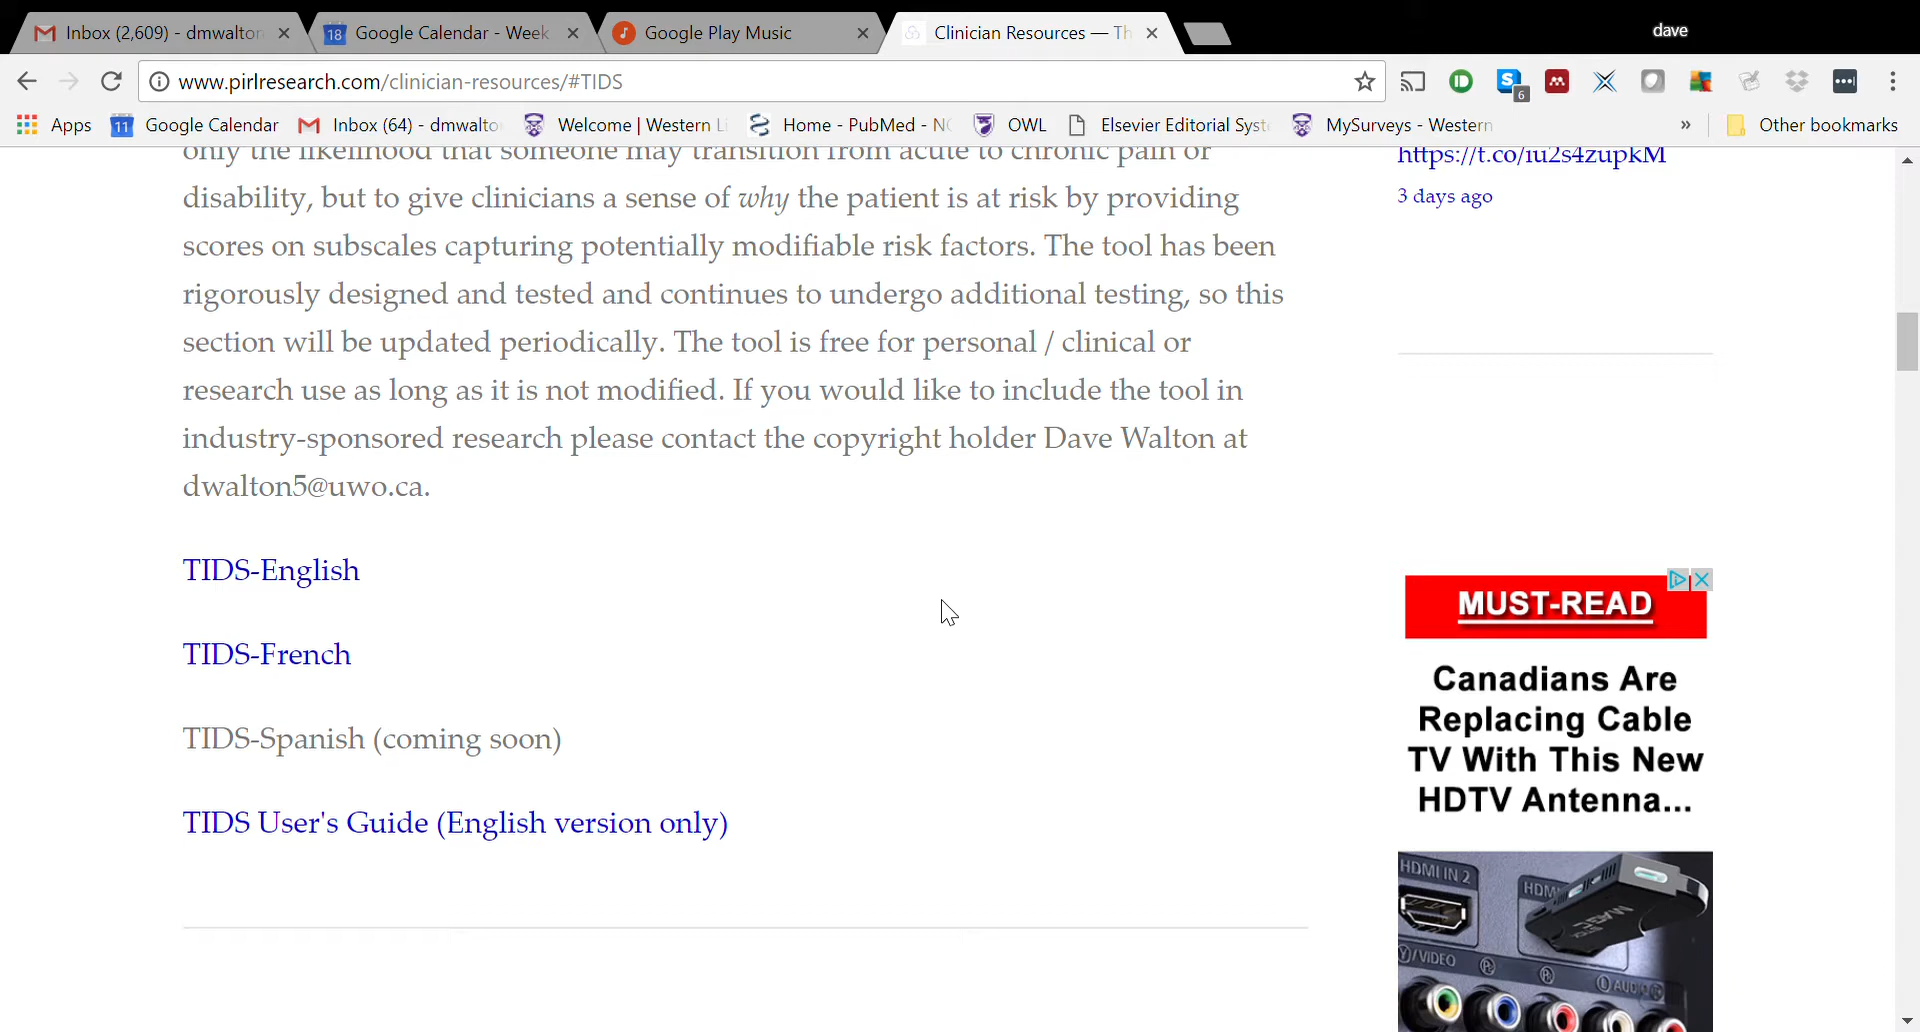 Inbox (2,609) - dmwalton
Google Calendar - Week
Google Play Music
Clinician Resources — Th
dave
www.pirlresearch.com/clinician-resources/#TIDS
6
Apps
11 Google Calendar
Inbox (64) - dmwalto
Welcome | Western Li
Home - PubMed - NC
OWL
Elsevier Editorial Syste
MySurveys - Western
»
Other bookmarks
18
only the likelihood that someone may transition from acute to chronic pain or
disability, but to give clinicians a sense of why the patient is at risk by providing
scores on subscales capturing potentially modifiable risk factors. The tool has been
rigorously designed and tested and continues to undergo additional testing, so this
section will be updated periodically. The tool is free for personal / clinical or
research use as long as it is not modified. If you would like to include the tool in
industry-sponsored research please contact the copyright holder Dave Walton at
dwalton5@uwo.ca.
TIDS-English
TIDS-French
TIDS-Spanish (coming soon)
TIDS User's Guide (English version only)
https://t.co/iu2s4zupkM
3 days ago
MUST-READ
Canadians Are
Replacing Cable
TV With This New
HDTV Antenna...
HDMI IN 2
HDM
Y/VIDEO